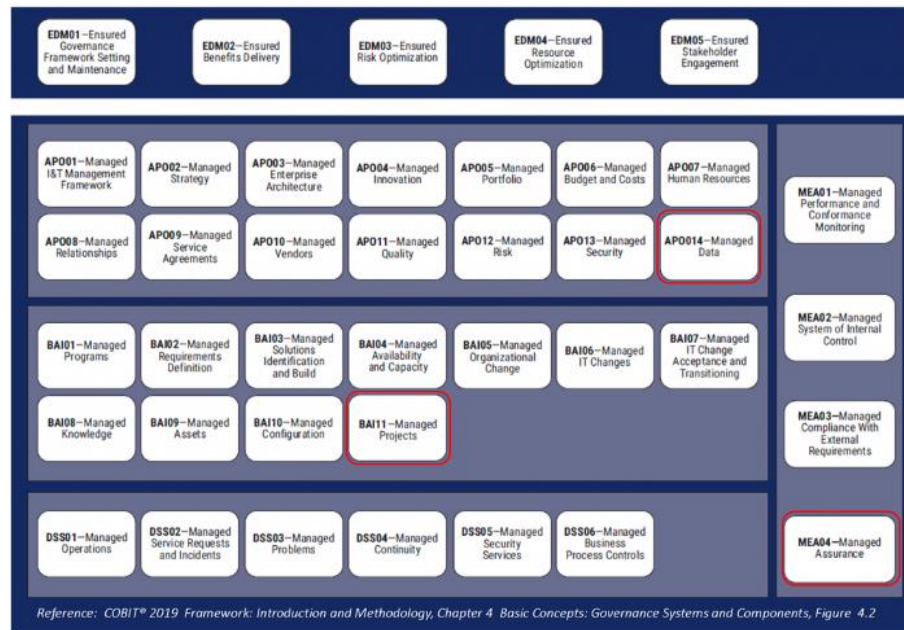 EDM01—Ensured
Governance
Framework Setting
and Maintenance
EDM02—Ensured
Benefits Delivery
EDM03—Ensured
Risk Optimization
EDM04—Ensured
Resource
Optimization
EDM05—Ensured
Stakeholder
Engagement
APO01—Managed
I&T Management
Framework
APO02—Managed
Strategy
APO03—Managed
Enterprise
Architecture
APO04—Managed
Innovation
APO05—Managed
Portfolio
APO06—Managed
Budget and Costs
APO07—Managed
Human Resources
APO08—Managed
Relationships
APO09—Managed
Service
Agreements
APO10—Managed
Vendors
APO11—Managed
Quality
APO12—Managed
Risk
APO13—Managed
Security
APO014—Managed
Data
BAI01—Managed
Programs
BAI02—Managed
Requirements
Definition
BAI03—Managed
Solutions
Identification
and Build
BAI04—Managed
Availability
and Capacity
BAI05—Managed
Organizational
Change
BAI06—Managed
IT Changes
BAI07—Managed
IT Change
Acceptance and
Transitioning
BAI08—Managed
Knowledge
BAI09—Managed
Assets
BAI10—Managed
Configuration
BAI11—Managed
Projects
DSS01—Managed
Operations
DSS02—Managed
Service Requests
and Incidents
DSS03—Managed
Problems
DSS04—Managed
Continuity
DSS05—Managed
Security
Services
DSS06—Managed
Business
Process Controls
MEA01—Managed
Performance and
Conformance
Monitoring
MEA02—Managed
System of Internal
Control
MEA03—Managed
Compliance With
External
Requirements
MEA04—Managed
Assurance
Reference: COBIT® 2019 Framework: Introduction and Methodology, Chapter 4 Basic Concepts: Governance Systems and Components, Figure 4.2